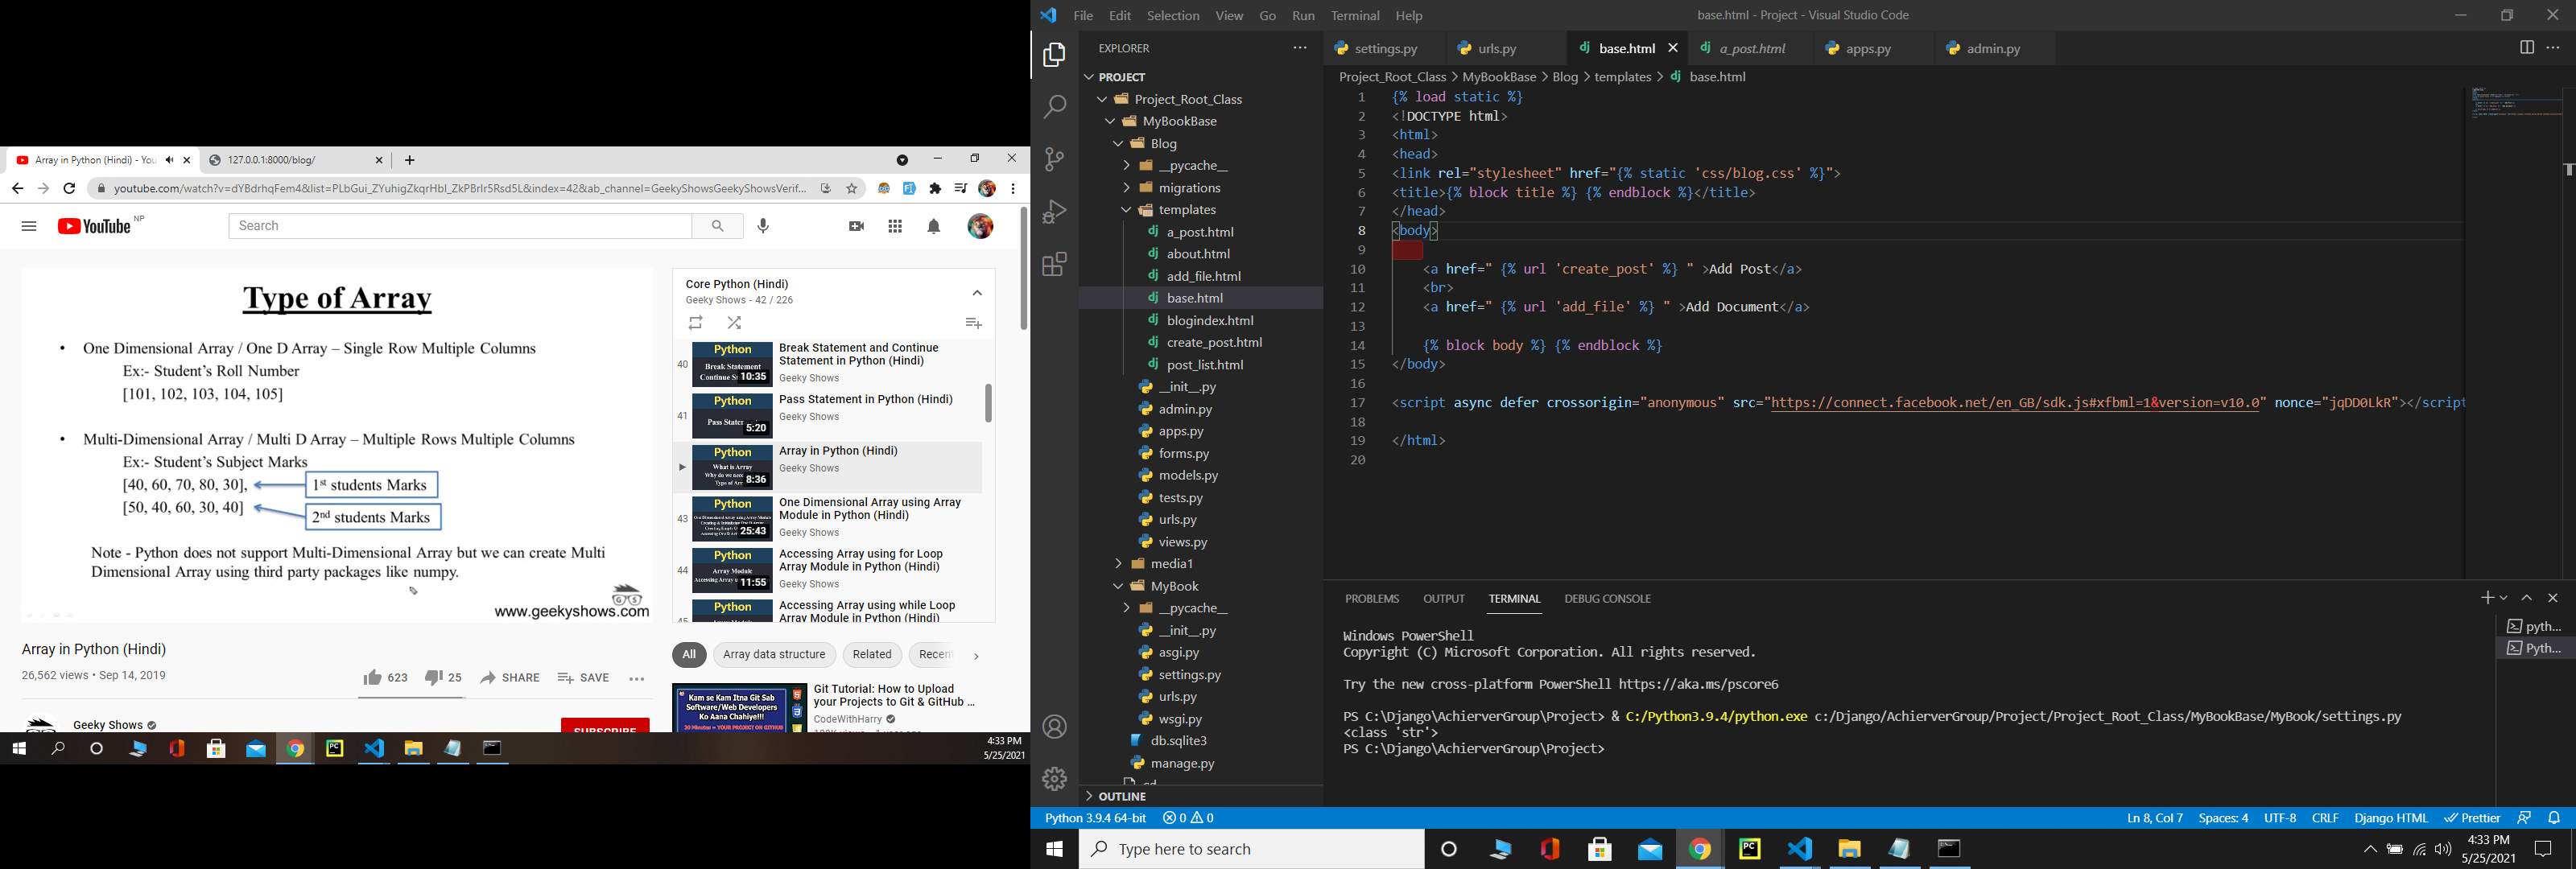 Array in Python (Hindi) - You
127.0.0.1:8000/blog/
youtube.com/watch?v=dYBdrhqFem4&list=PLbGui_ZYuhigZkqrHbI_ZkPBrIr5Rsd5L&index=42&ab_channel=GeekyShowsGeekyShowsVerif...
YouTube NP
Search
Type of Array
• One Dimensional Array / One D Array – Single Row Multiple Columns
Ex:- Student's Roll Number
[101, 102, 103, 104, 105]
• Multi-Dimensional Array / Multi D Array – Multiple Rows Multiple Columns
Ex:- Student's Subject Marks
[40, 60, 70, 80, 30],
1st students Marks
[50, 40, 60, 30, 40]
2nd students Marks
Note - Python does not support Multi-Dimensional Array but we can create Multi
Dimensional Array using third party packages like numpy.
GS
www.geekyshows.com
Array in Python (Hindi)
26,562 views • Sep 14, 2019
623
25
SHARE
SAVE
Geeky Shows
SUBSCRIBE
Core Python (Hindi)
Geeky Shows - 42 / 226
40
Python
Break Statement
10:35
Break Statement and Continue
Statement in Python (Hindi)
Geeky Shows
41
Python
5:20
Pass Statement in Python (Hindi)
Geeky Shows
Python
What is Array
8:36
Array in Python (Hindi)
Geeky Shows
43
Python
25:43
One Dimensional Array using Array
Module in Python (Hindi)
Geeky Shows
44
Python
Array Module
11:55
Accessing Array using for Loop
Array Module in Python (Hindi)
Geeky Shows
45
Python
Accessing Array using while Loop
Array Module in Python (Hindi)
All
Array data structure
Related
Recen
Kam se Kam Itna Git Sab
Software/Web Developers
Ko Aana Chahiye!!!
Git Tutorial: How to Upload
your Projects to Git & GitHub ...
CodeWithHarry
4:33 PM
5/25/2021
File Edit Selection View Go Run Terminal Help
base.html - Project - Visual Studio Code
EXPLORER
PROJECT
Project_Root_Class
MyBookBase
Blog
__pycache__
migrations
templates
a_post.html
about.html
add_file.html
base.html
blogindex.html
create_post.html
post_list.html
__init__.py
admin.py
apps.py
forms.py
models.py
tests.py
urls.py
views.py
media1
MyBook
__pycache__
__init__.py
asgi.py
settings.py
urls.py
wsgi.py
db.sqlite3
manage.py
OUTLINE
settings.py
urls.py
base.html
a_post.html
apps.py
admin.py
Project_Root_Class > MyBookBase > Blog > templates > base.html
1 {% load static %}
2 <!DOCTYPE html>
3 <html>
4 <head>
5 <link rel="stylesheet" href="{% static 'css/blog.css' %}">
6 <title>{% block title %} {% endblock %}</title>
7 </head>
8 <body>
9
10 <a href=" {% url 'create_post' %} " >Add Post</a>
11 <br>
12 <a href=" {% url 'add_file' %} " >Add Document</a>
13
14 {% block body %} {% endblock %}
15 </body>
16
17 <script async defer crossorigin="anonymous" src="https://connect.facebook.net/en_GB/sdk.js#xfbml=1&version=v10.0" nonce="jqDD0LkR"></script
18
19 </html>
20
PROBLEMS OUTPUT TERMINAL DEBUG CONSOLE
Windows PowerShell
Copyright (C) Microsoft Corporation. All rights reserved.
Try the new cross-platform PowerShell https://aka.ms/pscore6
PS C:\Django\AchierverGroup\Project> & C:/Python3.9.4/python.exe c:/Django/AchierverGroup/Project/Project_Root_Class/MyBookBase/MyBook/settings.py
<class 'str'>
PS C:\Django\AchierverGroup\Project>
pyth...
Pyth...
Python 3.9.4 64-bit
0
0
Ln 8, Col 7
Spaces: 4
UTF-8
CRLF
Django HTML
Prettier
Type here to search
4:33 PM
5/25/2021